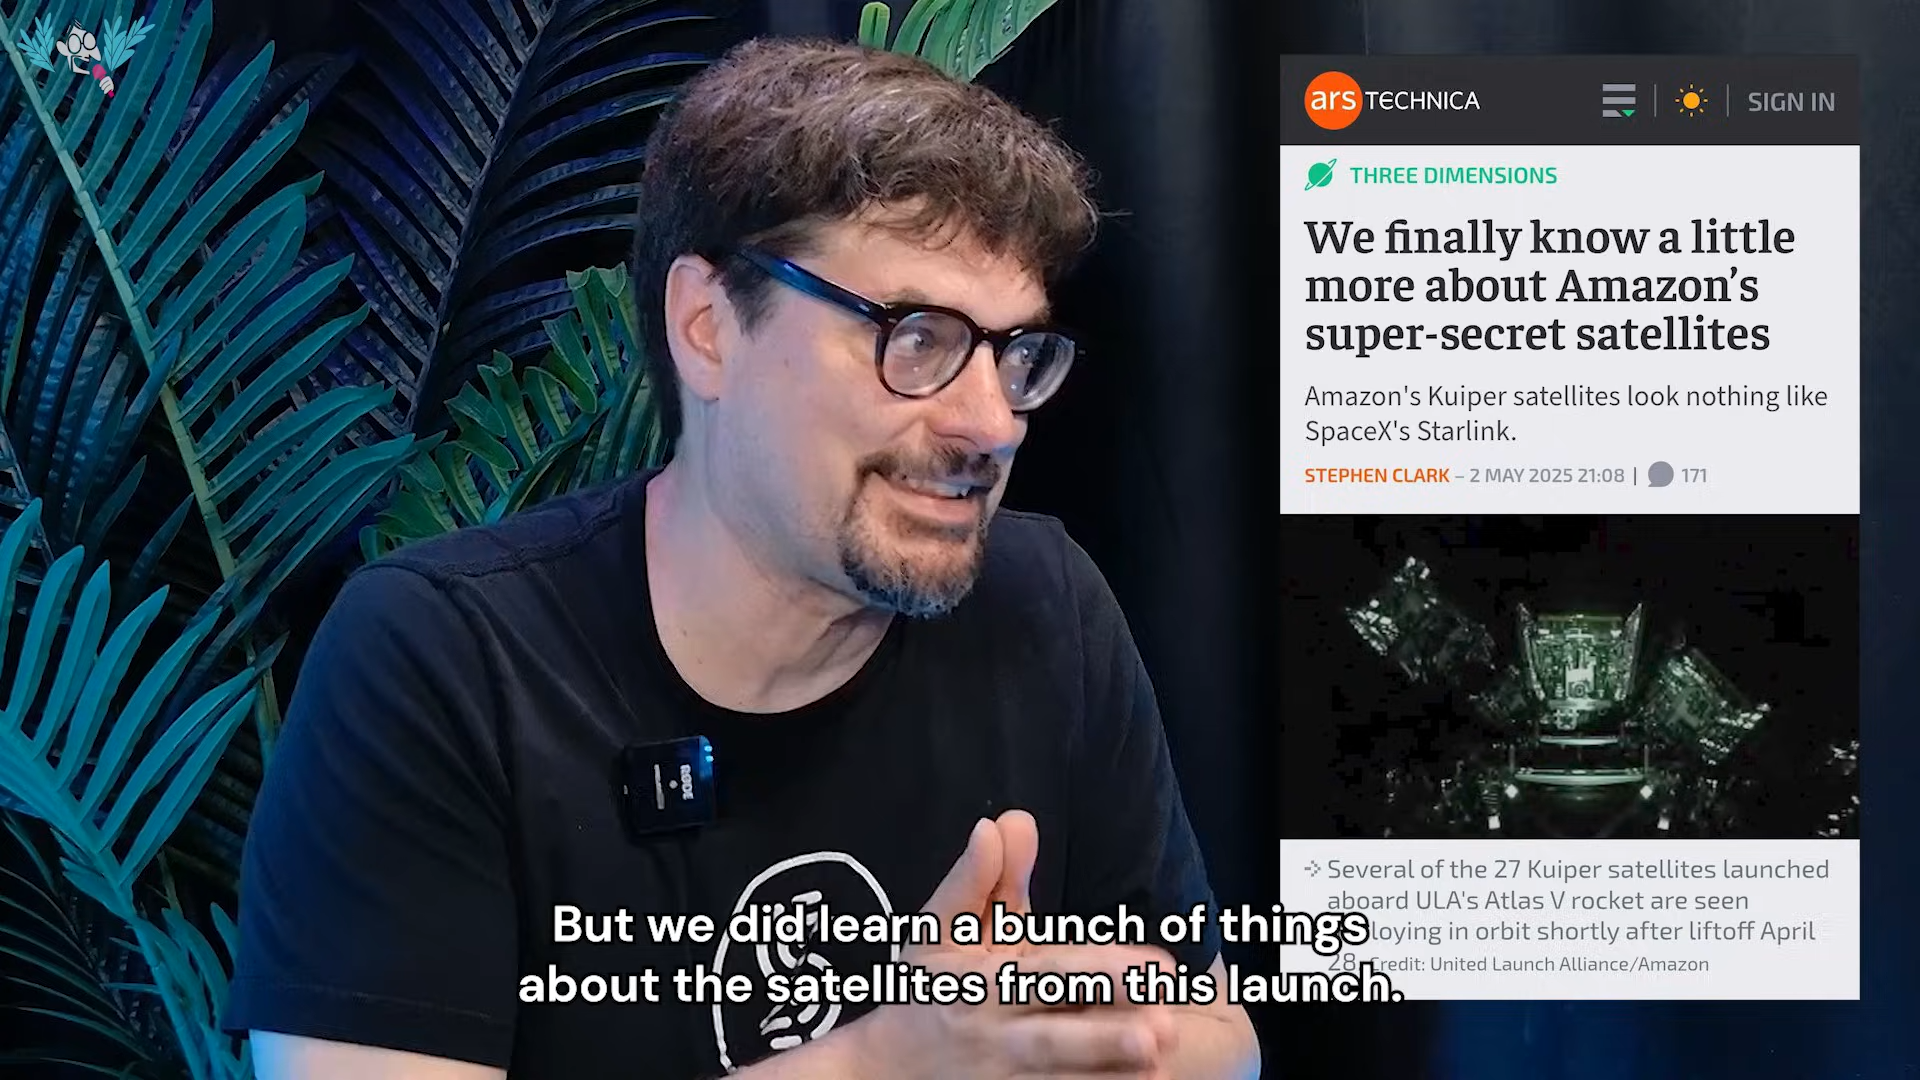 ars TECHNICA
SIGN IN
THREE DIMENSIONS
We finally know a little
more about Amazon’s
super-secret satellites
Amazon's Kuiper satellites look nothing like
SpaceX's Starlink.
STEPHEN CLARK – 2 MAY 2025 21:08 | 171
Several of the 27 Kuiper satellites launched
aboard ULA's Atlas V rocket are seen
loying in orbit shortly after liftoff April
28. Credit: United Launch Alliance/Amazon
RØDE
But we did learn a bunch of things
about the satellites from this launch.